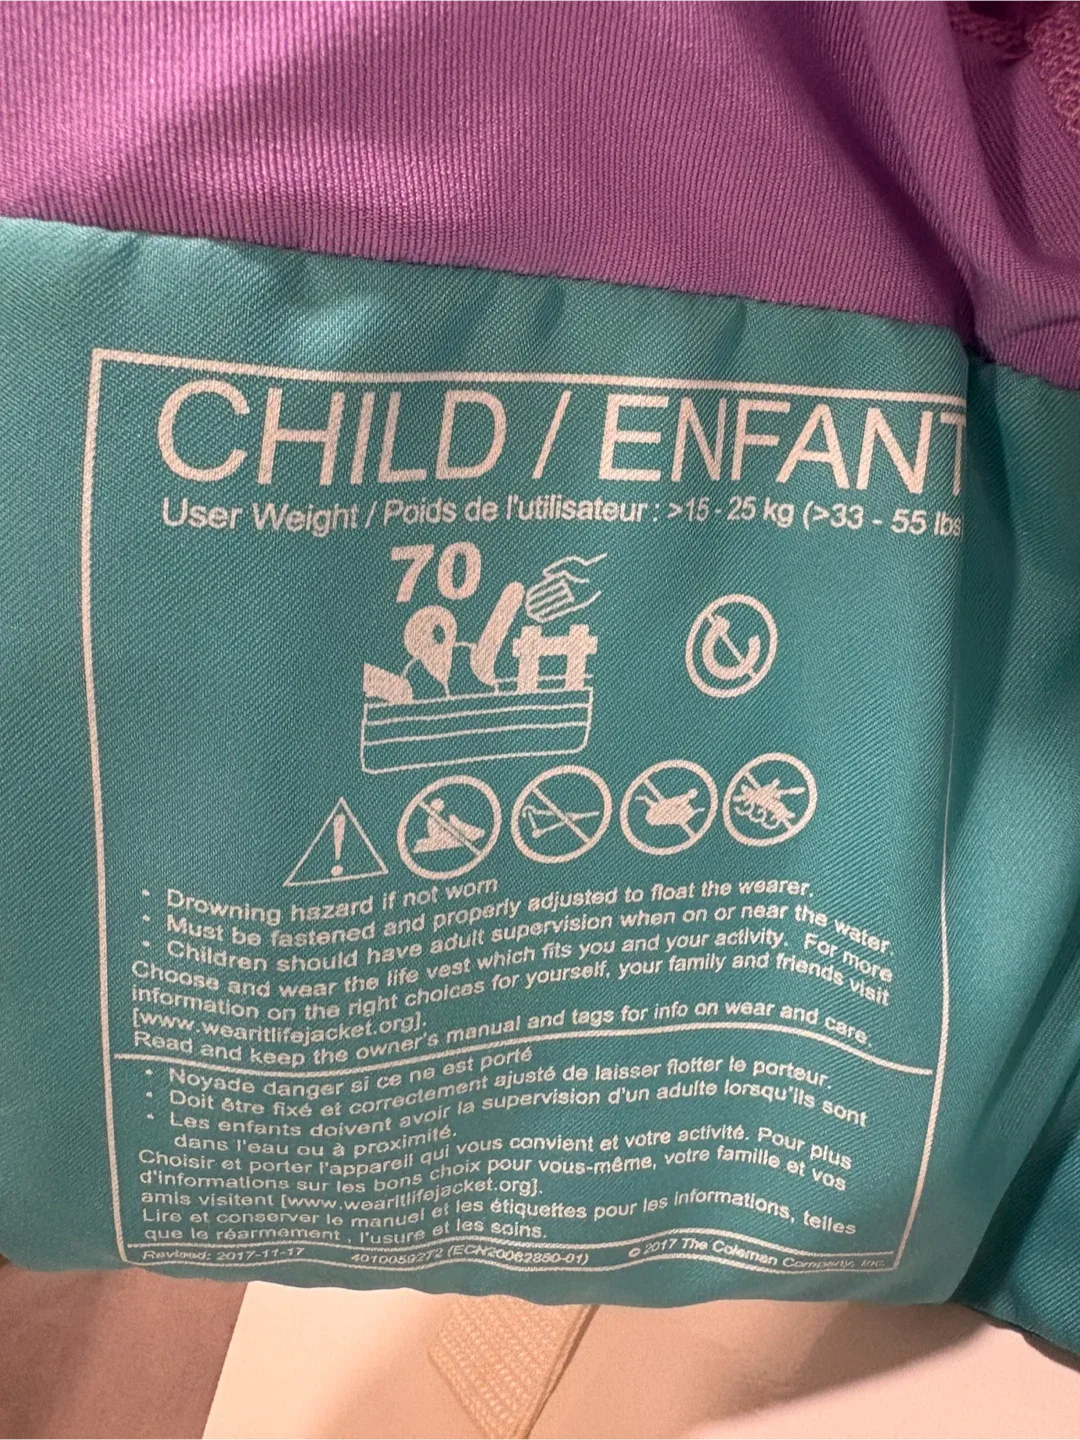 CHILD / ENFANT
User Weight / Poids de l'utilisateur : >15 - 25 kg (>33 - 55 lbs
70
• Drowning hazard if not worn
• Must be fastened and properly adjusted to float the wearer.
• Children should have adult supervision when on or near the water.
Choose and wear the life vest which fits you and your activity. For more
information on the right choices for yourself, your family and friends visit
[www.wearitlifejacket.org].
Read and keep the owner's manual and tags for info on wear and care.
• Noyade danger si ce ne est porté
• Doit être fixé et correctement ajusté de laisser flotter le porteur.
• Les enfants doivent avoir la supervision d'un adulte lorsqu'ils sont
dans l'eau ou à proximité.
Choisir et porter l'appareil qui vous convient et votre activité. Pour plus
d'informations sur les bons choix pour vous-même, votre famille et vos
amis visitent [www.wearitlifejacket.org].
Lire et conserver le manuel et les étiquettes pour les informations, telles
que le réarmement , l'usure et les soins.
Revised: 2017-11-17 4010059272 (ECN20062850-01) © 2017 The Coleman Company, Inc.